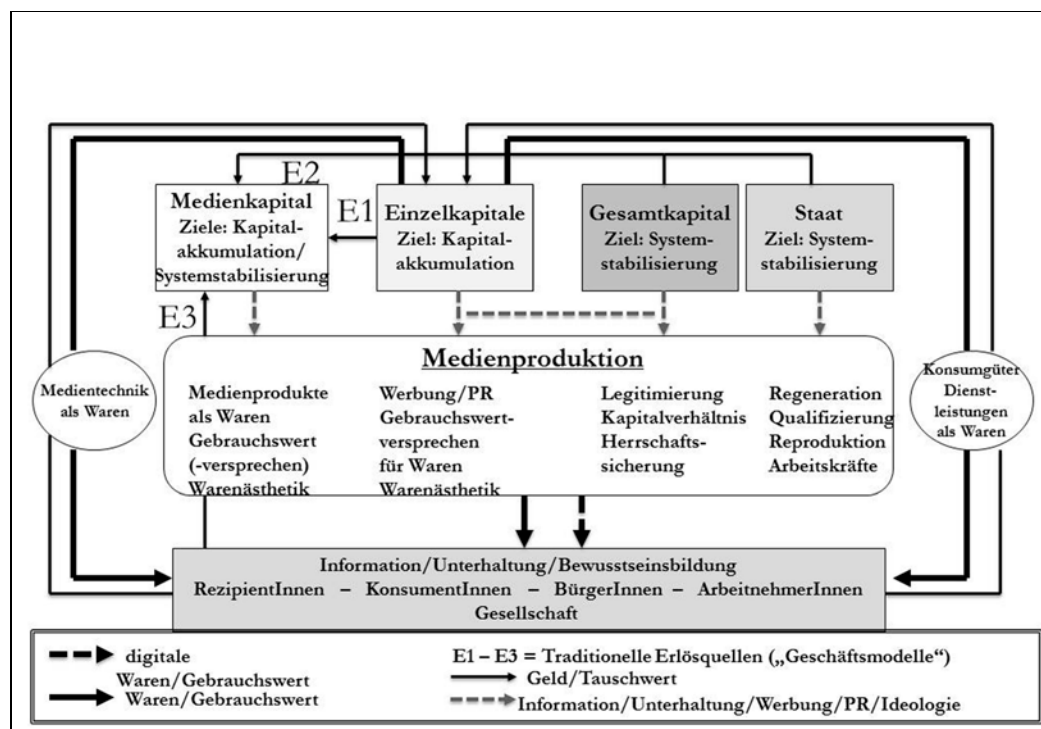 E2
E1
E3
Medienkapital
Ziele: Kapital-
akkumulation/
Systemstabilisierung
Einzelkapitale
Ziel: Kapital-
akkumulation
Gesamtkapital
Ziel: System-
stabilisierung
Staat
Ziel: System-
stabilisierung
Medientechnik
als Waren
Konsumgüter
Dienst-
leistungen
als Waren
Medienproduktion
Medienprodukte
als Waren
Gebrauchswert
(-versprechen)
Warenästhetik
Werbung/PR
Gebrauchswert-
versprechen
für Waren
Warenästhetik
Legitimierung
Kapitalverhältnis
Herrschafts-
sicherung
Regeneration
Qualifizierung
Reproduktion
Arbeitskräfte
Information/Unterhaltung/Bewusstseinsbildung
RezipientInnen – KonsumentInnen – BürgerInnen – ArbeitnehmerInnen
Gesellschaft
digitale
Waren/Gebrauchswert
Waren/Gebrauchswert
E1 – E3 = Traditionelle Erlösquellen („Geschäftsmodelle“)
Geld/Tauschwert
Information/Unterhaltung/Werbung/PR/Ideologie